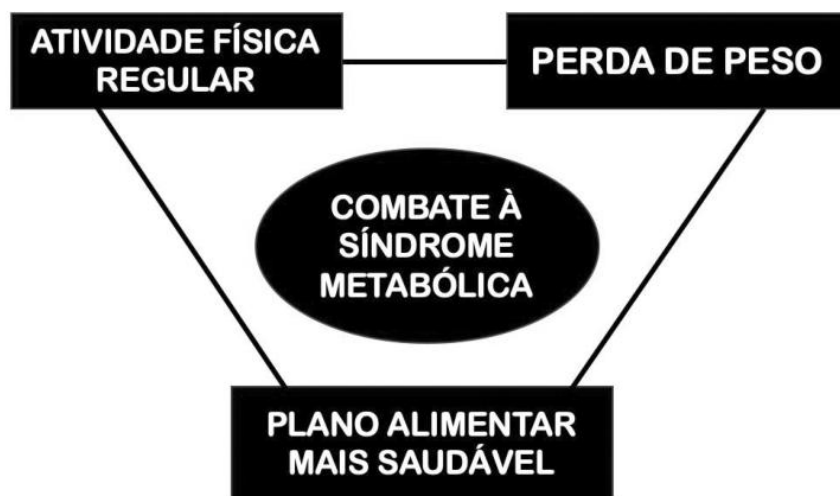 ATIVIDADE FÍSICA
REGULAR
PERDA DE PESO
COMBATE À
SÍNDROME
METABÓLICA
PLANO ALIMENTAR
MAIS SAUDÁVEL